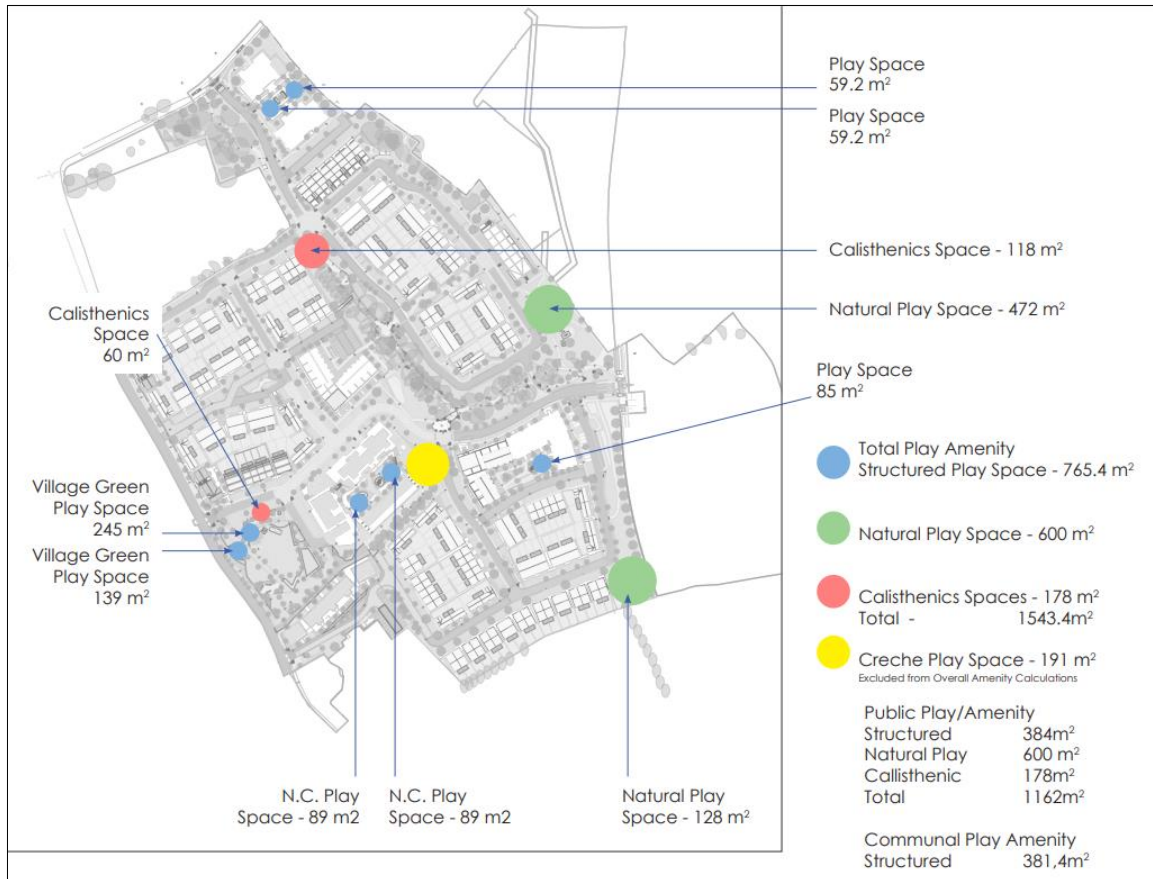 Play Space
59.2 m²
Play Space
59.2 m²
Calisthenics Space - 118 m²
Natural Play Space - 472 m²
Calisthenics
Space
60 m²
Play Space
85 m²
Total Play Amenity
Structured Play Space - 765.4 m²
Village Green
Play Space
245 m²
Village Green
Play Space
139 m²
Natural Play Space - 600 m²
Calisthenics Spaces - 178 m²
Total - 1543.4m²
Creche Play Space - 191 m²
Excluded from Overall Amenity Calculations
Public Play/Amenity
Structured 384m²
Natural Play 600 m²
Callisthenic 178m²
Total 1162m²
N.C. Play
Space - 89 m2
N.C. Play
Space - 89 m2
Natural Play
Space - 128 m²
Communal Play Amenity
Structured 381,4m²